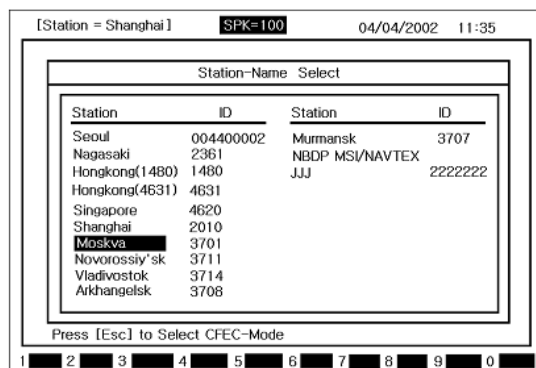 [Station = Shanghai] SPK=100 04/04/2002 11:35
Station-Name Select
Station ID Station ID
Seoul 004400002 Murmansk 3707
Nagasaki 2361 NBDP MSI/NAVTEX
Hongkong(1480) 1480 JJJ 2222222
Hongkong(4631) 4631
Singapore 4620
Shanghai 2010
Moskva 3701
Novorossiy'sk 3711
Vladivostok 3714
Arkhangelsk 3708
Press [Esc] to Select CFEC-Mode
1 2 3 4 5 6 7 8 9 0